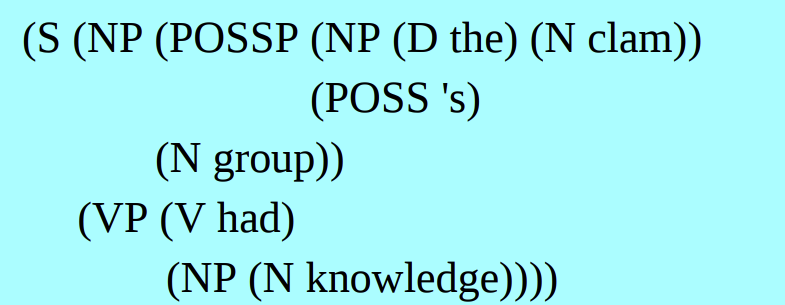 (S (NP (POSSP (NP (D the) (N clam))
(POSS 's)
(N group))
(VP (V had)
(NP (N knowledge))))